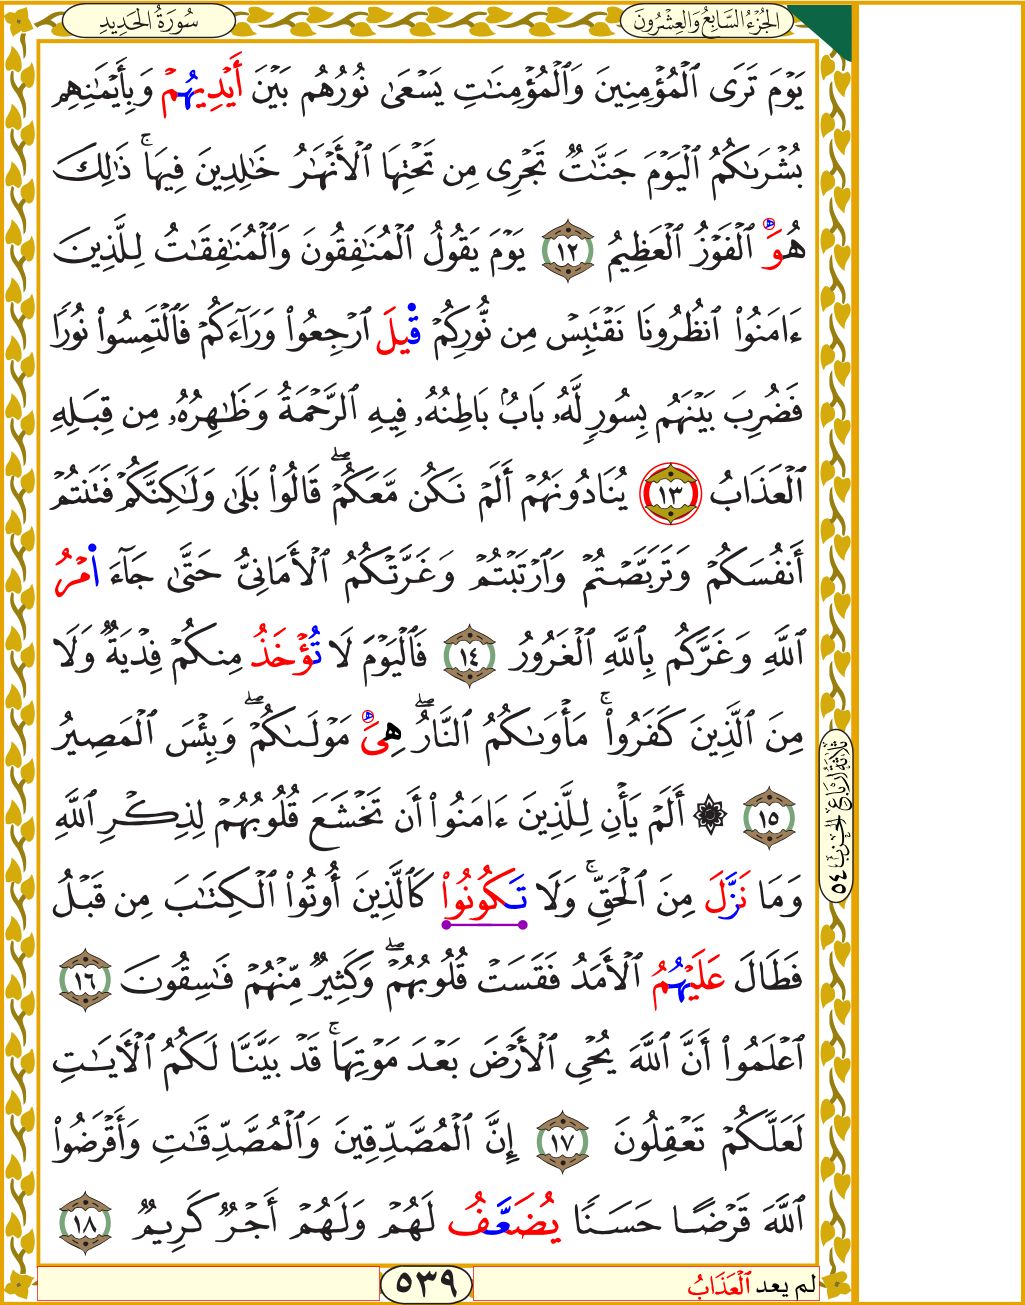 سُورَةُ الحَدِيدِ
الجُزْءُ السَّابِعُ وَالعِشْرُونَ
يَوۡمَ تَرَى ٱلۡمُؤۡمِنِينَ وَٱلۡمُؤۡمِنَٰتِ يَسۡعَىٰ نُورُهُم بَيۡنَ أَيۡدِيهُمۡ وَبِأَيۡمَٰنِهِم
بُشۡرَىٰكُمُ ٱلۡيَوۡمَ جَنَّٰتٞ تَجۡرِي مِن تَحۡتِهَا ٱلۡأَنۡهَٰرُ خَٰلِدِينَ فِيهَاۚ ذَٰلِكَ
هُوَ ٱلۡفَوۡزُ ٱلۡعَظِيمُ ١٢ يَوۡمَ يَقُولُ ٱلۡمُنَٰفِقُونَ وَٱلۡمُنَٰفِقَٰتُ لِلَّذِينَ
ءَامَنُواْ ٱنظُرُونَا نَقۡتَبِسۡ مِن نُّورِكُمۡ قِيلَ ٱرۡجِعُواْ وَرَآءَكُمۡ فَٱلۡتَمِسُواْ نُورٗا
فَضُرِبَ بَيۡنَهُم بِسُورٖ لَّهُۥ بَابُۢ بَاطِنُهُۥ فِيهِ ٱلرَّحۡمَةُ وَظَٰهِرُهُۥ مِن قِبَلِهِ
ٱلۡعَذَابُ ١٣ يُنَادُونَهُمۡ أَلَمۡ نَكُن مَّعَكُمۡۖ قَالُواْ بَلَىٰ وَلَٰكِنَّكُمۡ فَتَنتُمۡ
أَنفُسَكُمۡ وَتَرَبَّصۡتُمۡ وَٱرۡتَبۡتُمۡ وَغَرَّتۡكُمُ ٱلۡأَمَانِيُّ حَتَّىٰ جَآءَ اَمۡرُ
ٱللَّهِ وَغَرَّكُم بِٱللَّهِ ٱلۡغَرُورُ ١٤ فَٱلۡيَوۡمَ لَا تُؤۡخَذُ مِنكُمۡ فِدۡيَةٞ وَلَا
مِنَ ٱلَّذِينَ كَفَرُواْۚ مَأۡوَىٰكُمُ ٱلنَّارُۖ هِيَ مَوۡلَىٰكُمۡۖ وَبِئۡسَ ٱلۡمَصِيرُ
١٥ ۞ أَلَمۡ يَأۡنِ لِلَّذِينَ ءَامَنُوٓاْ أَن تَخۡشَعَ قُلُوبُهُمۡ لِذِكۡرِ ٱللَّهِ
وَمَا نَزَّلَ مِنَ ٱلۡحَقِّۚ وَلَا تَكُونُواْ كَٱلَّذِينَ أُوتُواْ ٱلۡكِتَٰبَ مِن قَبۡلُ
فَطَالَ عَلَيۡهُمُ ٱلۡأَمَدُ فَقَسَتۡ قُلُوبُهُمۡۖ وَكَثِيرٞ مِّنۡهُمۡ فَٰسِقُونَ ١٦
ٱعۡلَمُوٓاْ أَنَّ ٱللَّهَ يُحۡيِ ٱلۡأَرۡضَ بَعۡدَ مَوۡتِهَاۚ قَدۡ بَيَّنَّا لَكُمُ ٱلۡأٓيَٰتِ
لَعَلَّكُمۡ تَعۡقِلُونَ ١٧ إِنَّ ٱلۡمُصَّدِّقِينَ وَٱلۡمُصَّدِّقَٰتِ وَأَقۡرَضُواْ
ٱللَّهَ قَرۡضًا حَسَنٗا يُضَعَّفُ لَهُمۡ وَلَهُمۡ أَجۡرٞ كَرِيمٞ ١٨
ثلاثة أرباع الحزب ٥٤
لم يعد ٱلۡعَذَابُ
٥٣٩